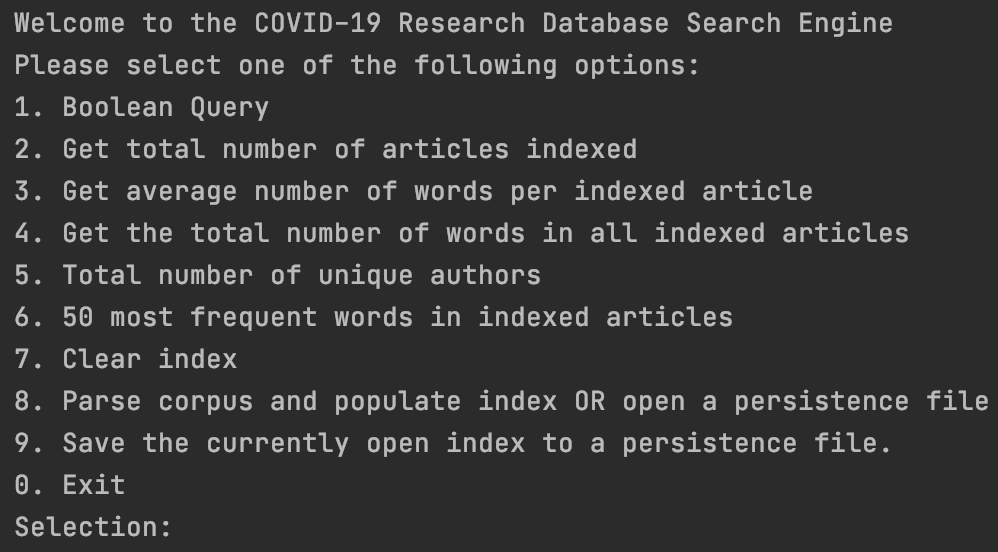 Welcome to the COVID-19 Research Database Search Engine
Please select one of the following options:
1. Boolean Query
2. Get total number of articles indexed
3. Get average number of words per indexed article
4. Get the total number of words in all indexed articles
5. Total number of unique authors
6. 50 most frequent words in indexed articles
7. Clear index
8. Parse corpus and populate index OR open a persistence file
9. Save the currently open index to a persistence file.
0. Exit
Selection: